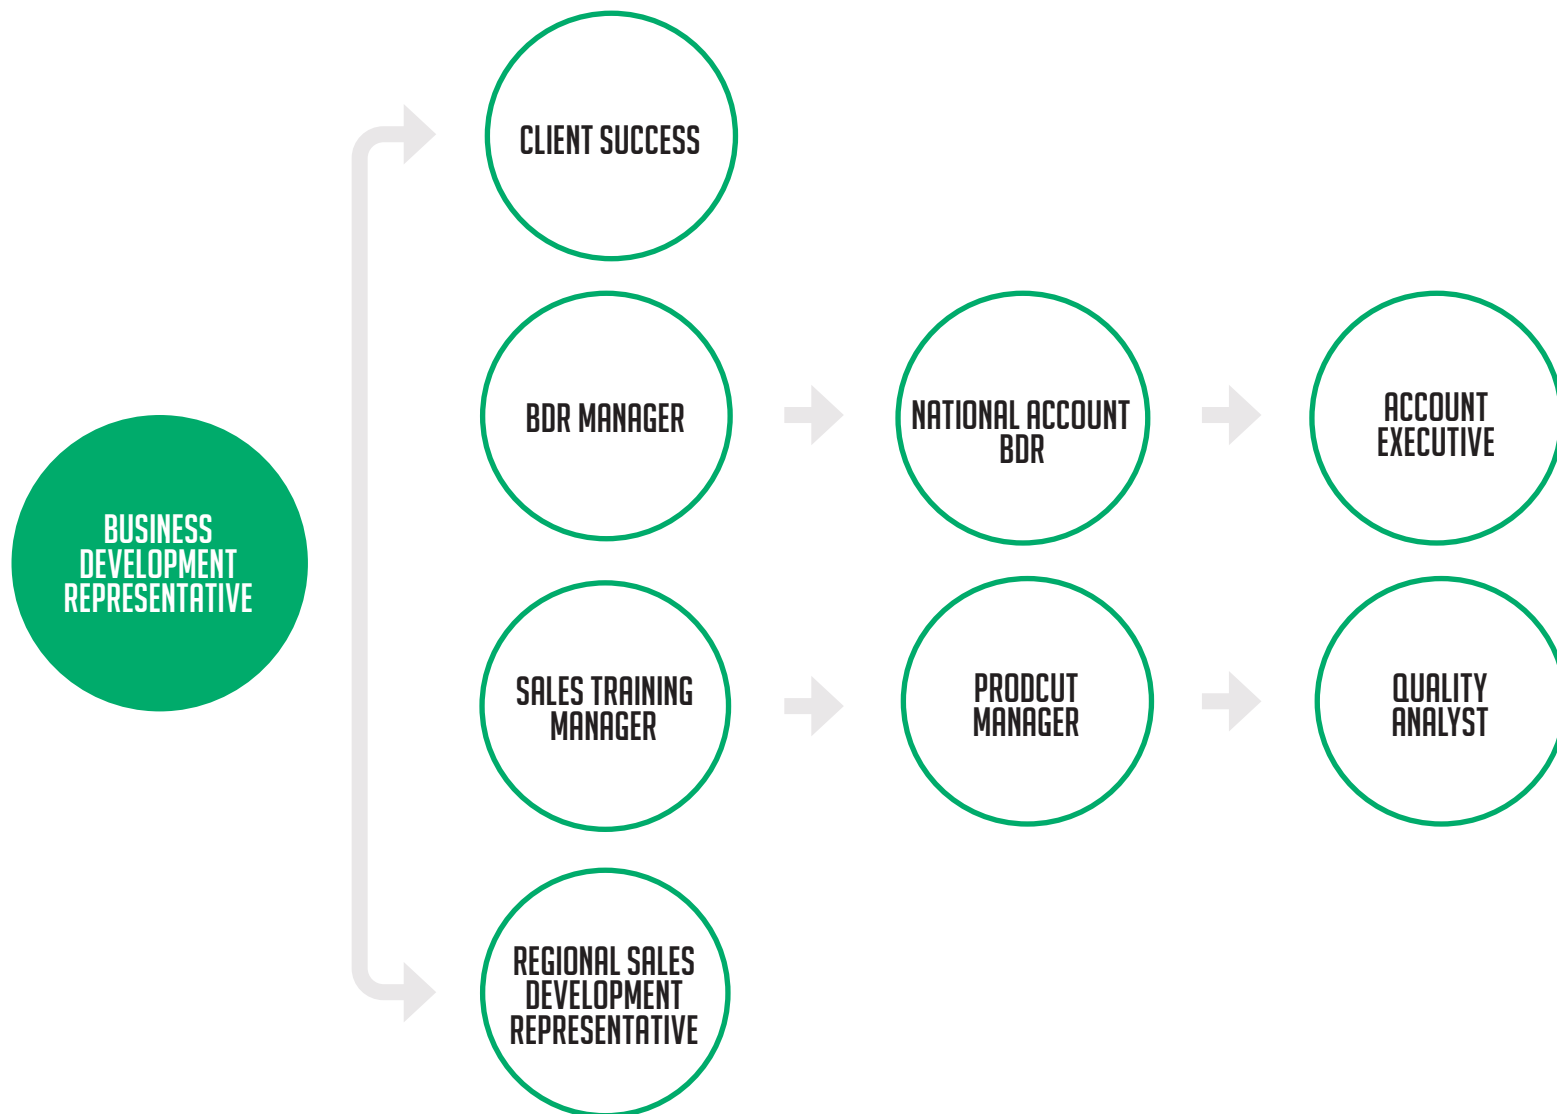 CLIENT SUCCESS
BDR MANAGER
NATIONAL ACCOUNT
BDR
ACCOUNT
EXECUTIVE
BUSINESS
DEVELOPMENT
REPRESENTATIVE
SALES TRAINING
MANAGER
PRODCUT
MANAGER
QUALITY
ANALYST
REGIONAL SALES
DEVELOPMENT
REPRESENTATIVE